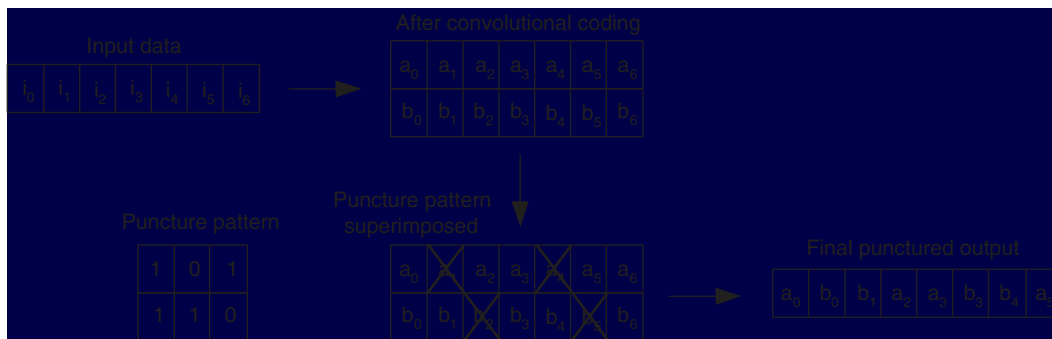 After convolutional coding
Input data
a0 a1 a2 a3 a4 a5 a6
i0 i1 i2 i3 i4 i5 i6
b0 b1 b2 b3 b4 b5 b6
Puncture pattern
superimposed
Puncture pattern
Final punctured output
1 0 1
a0 a1 a2 a3 a4 a5 a6
a0 b0 b1 a2 a3 b3 b4 a5
1 1 0
b0 b1 b2 b3 b4 b5 b6